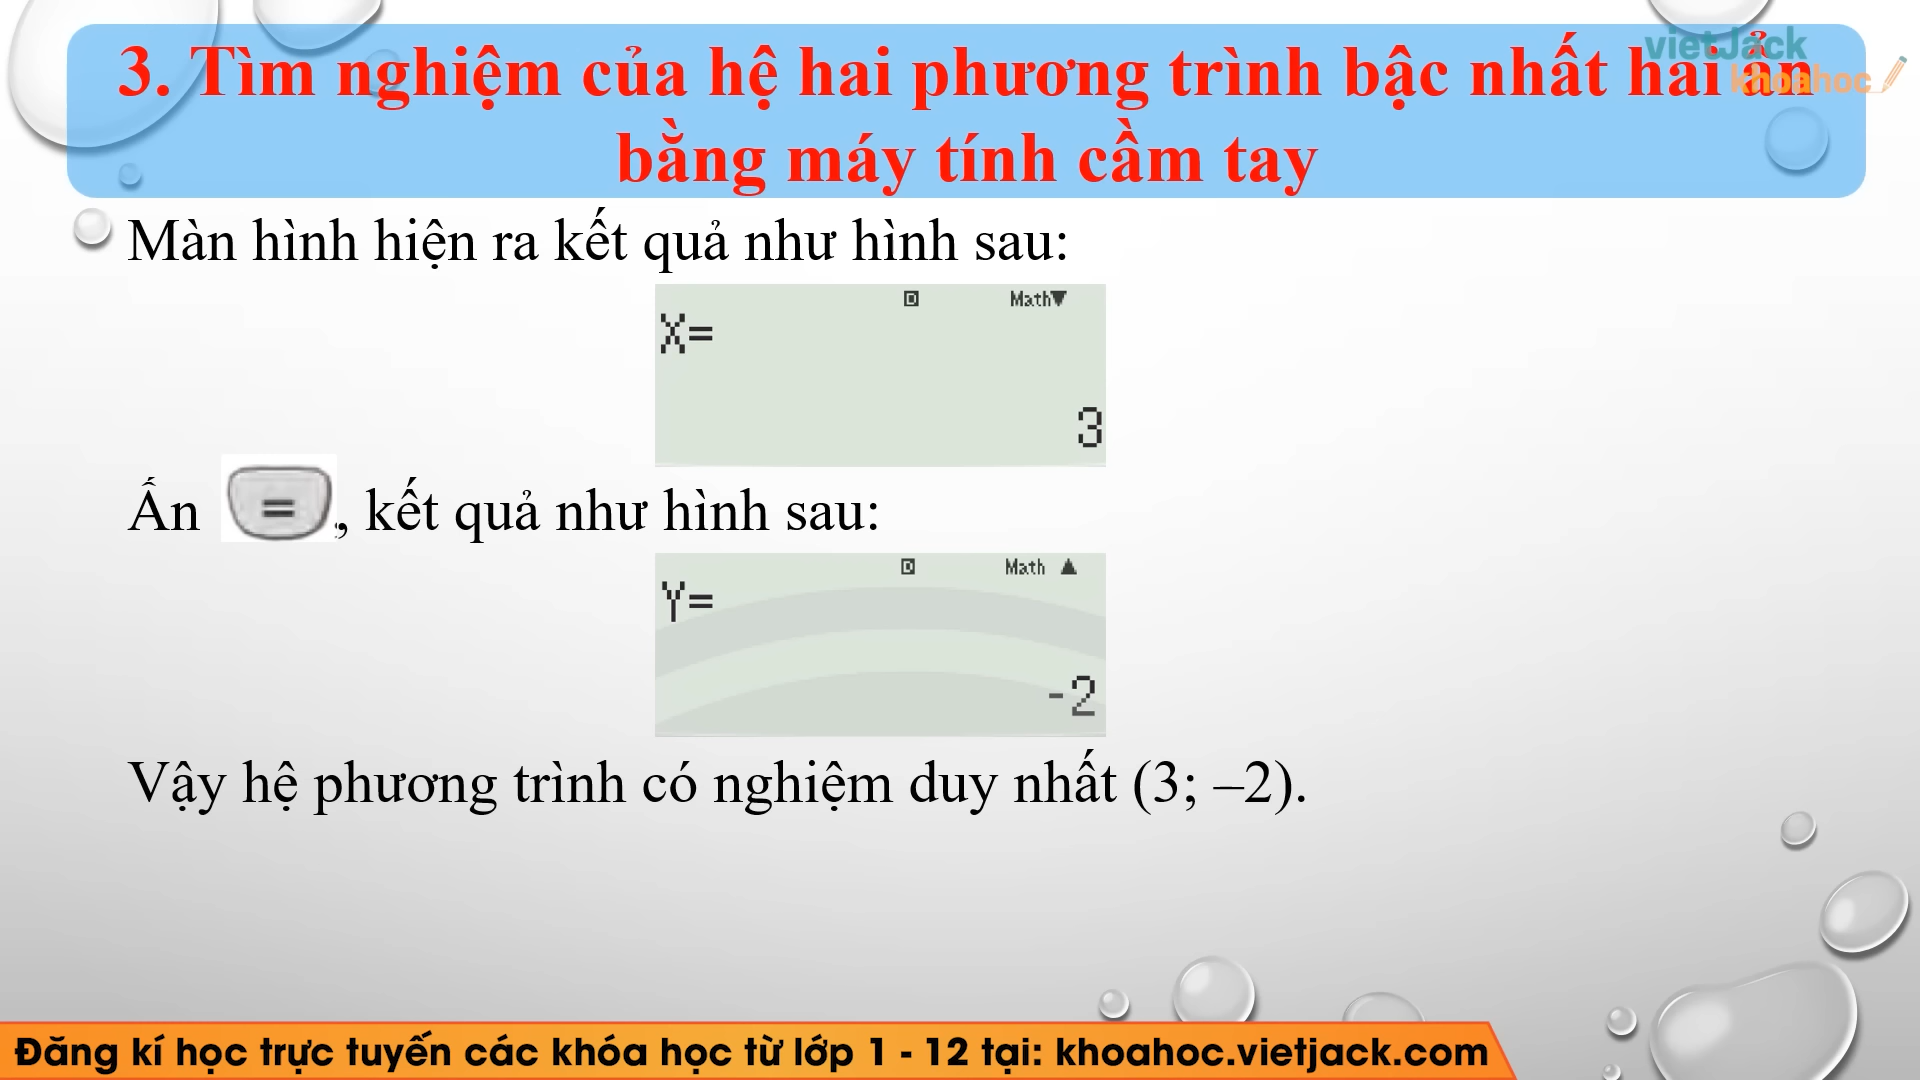 vietJack
khoahoc
3. Tìm nghiệm của hệ hai phương trình bậc nhất hai ẩn
bằng máy tính cầm tay
Màn hình hiện ra kết quả như hình sau:
D Math▼
X=
3
Ấn = , kết quả như hình sau:
D Math ▲
Y=
-2
Vậy hệ phương trình có nghiệm duy nhất (3; –2).
Đăng kí học trực tuyến các khóa học từ lớp 1 - 12 tại: khoahoc.vietjack.com